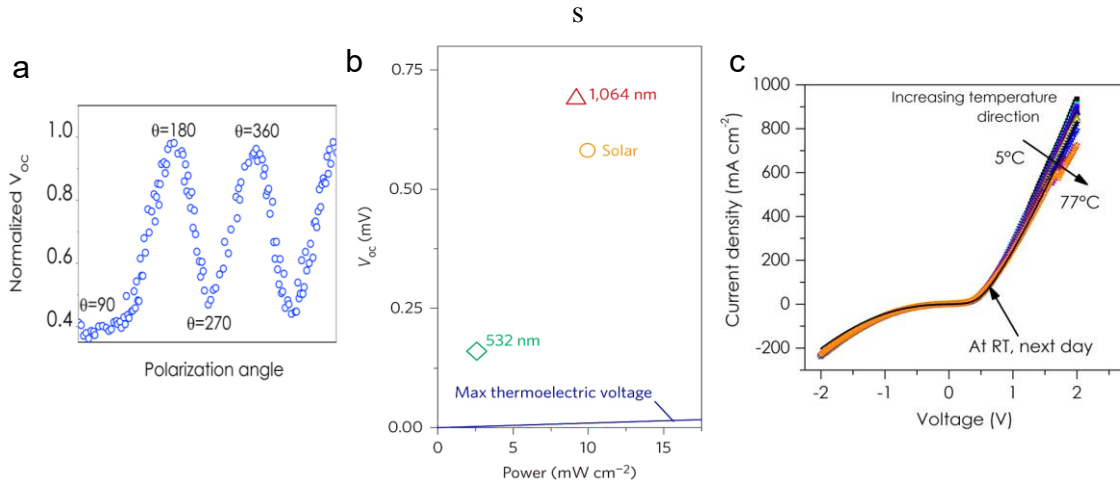 s
a
Normalized Voc
1.0
0.8
0.6
0.4
θ=180
θ=360
θ=90
θ=270
Polarization angle
b
Voc (mV)
0.75
0.50
0.25
0.00
1,064 nm
Solar
532 nm
Max thermoelectric voltage
0 5 10 15
Power (mW cm⁻²)
c
Current density (mA cm⁻²)
1000
800
600
400
200
0
-200
Increasing temperature
direction
5°C
77°C
At RT, next day
-2 -1 0 1 2
Voltage (V)